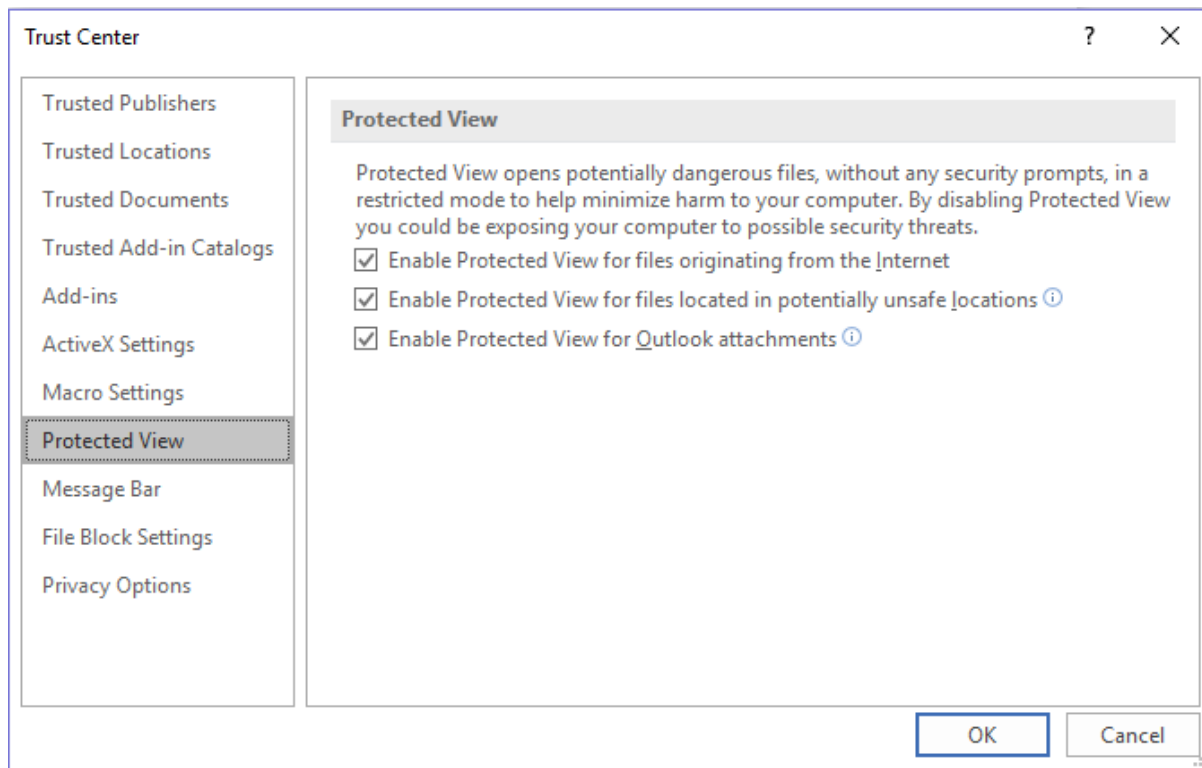 Trust Center
?
Trusted Publishers
Trusted Locations
Trusted Documents
Trusted Add-in Catalogs
Add-ins
ActiveX Settings
Macro Settings
Protected View
Message Bar
File Block Settings
Privacy Options
Protected View
Protected View opens potentially dangerous files, without any security prompts, in a
restricted mode to help minimize harm to your computer. By disabling Protected View
you could be exposing your computer to possible security threats.
Enable Protected View for files originating from the Internet
Enable Protected View for files located in potentially unsafe locations
Enable Protected View for Outlook attachments
OK
Cancel